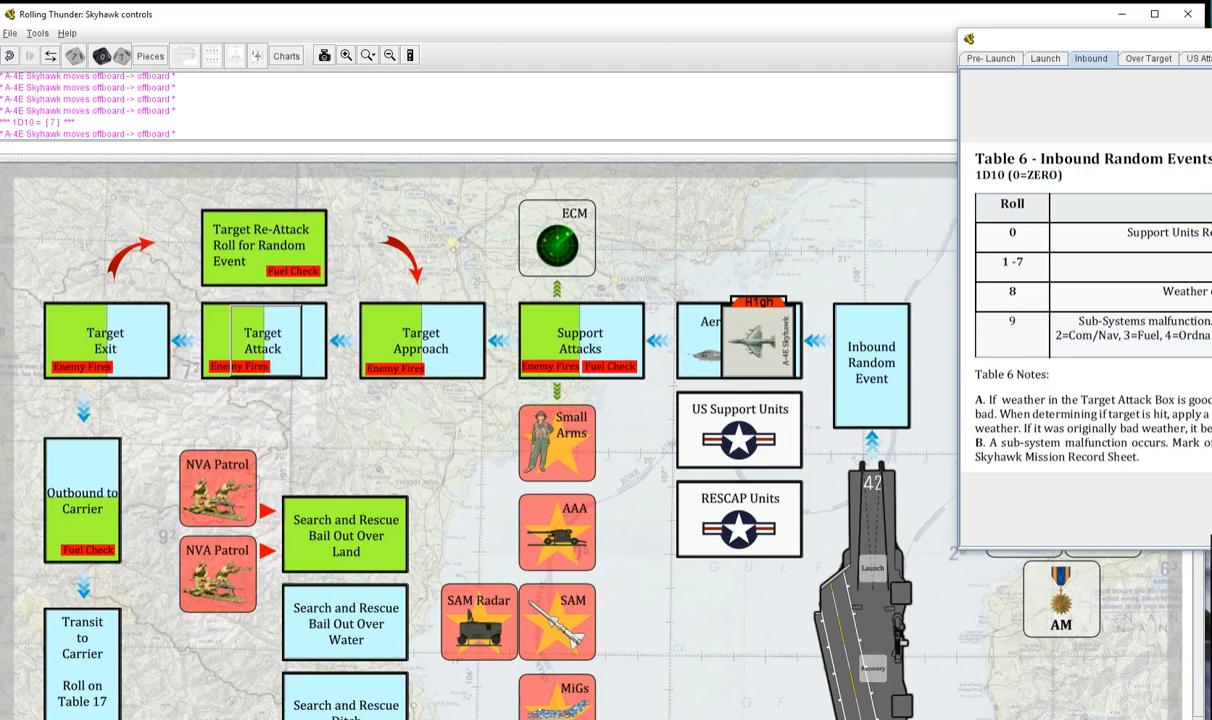 Rolling Thunder: Skyhawk controls
File Tools Help
Pieces
Charts
* A-4E Skyhawk moves offboard -> offboard *
* A-4E Skyhawk moves offboard -> offboard *
* A-4E Skyhawk moves offboard -> offboard *
* A-4E Skyhawk moves offboard -> offboard *
*** 1D10 = [ 7 ] ***
* A-4E Skyhawk moves offboard -> offboard *
Pre- Launch
Launch
Inbound
Over Target
US Att
Table 6 - Inbound Random Events
1D10 (0=ZERO)
Roll
0
Support Units Re
1 -7
8
Weather
9
Sub-Systems malfunction.
2=Com/Nav, 3=Fuel, 4=Ordna
Table 6 Notes:
A. If weather in the Target Attack Box is good
bad. When determining if target is hit, apply a
weather. If it was originally bad weather, it be
B. A sub-system malfunction occurs. Mark o
Skyhawk Mission Record Sheet.
Target Re-Attack
Roll for Random
Event
Fuel Check
ECM
Target
Exit
Enemy Fires
Target
Attack
Enemy Fires
Target
Approach
Enemy Fires
Support
Attacks
Enemy Fires
Fuel Check
Aer
High
A-4E Skyhawk
Inbound
Random
Event
US Support Units
RESCAP Units
Small
Arms
AAA
SAM Radar
SAM
MiGs
Outbound to
Carrier
Fuel Check
NVA Patrol
NVA Patrol
Search and Rescue
Bail Out Over
Land
Search and Rescue
Bail Out Over
Water
Search and Rescue
Ditch
Transit
to
Carrier
Roll on
Table 17
42
Launch
Recovery
AM